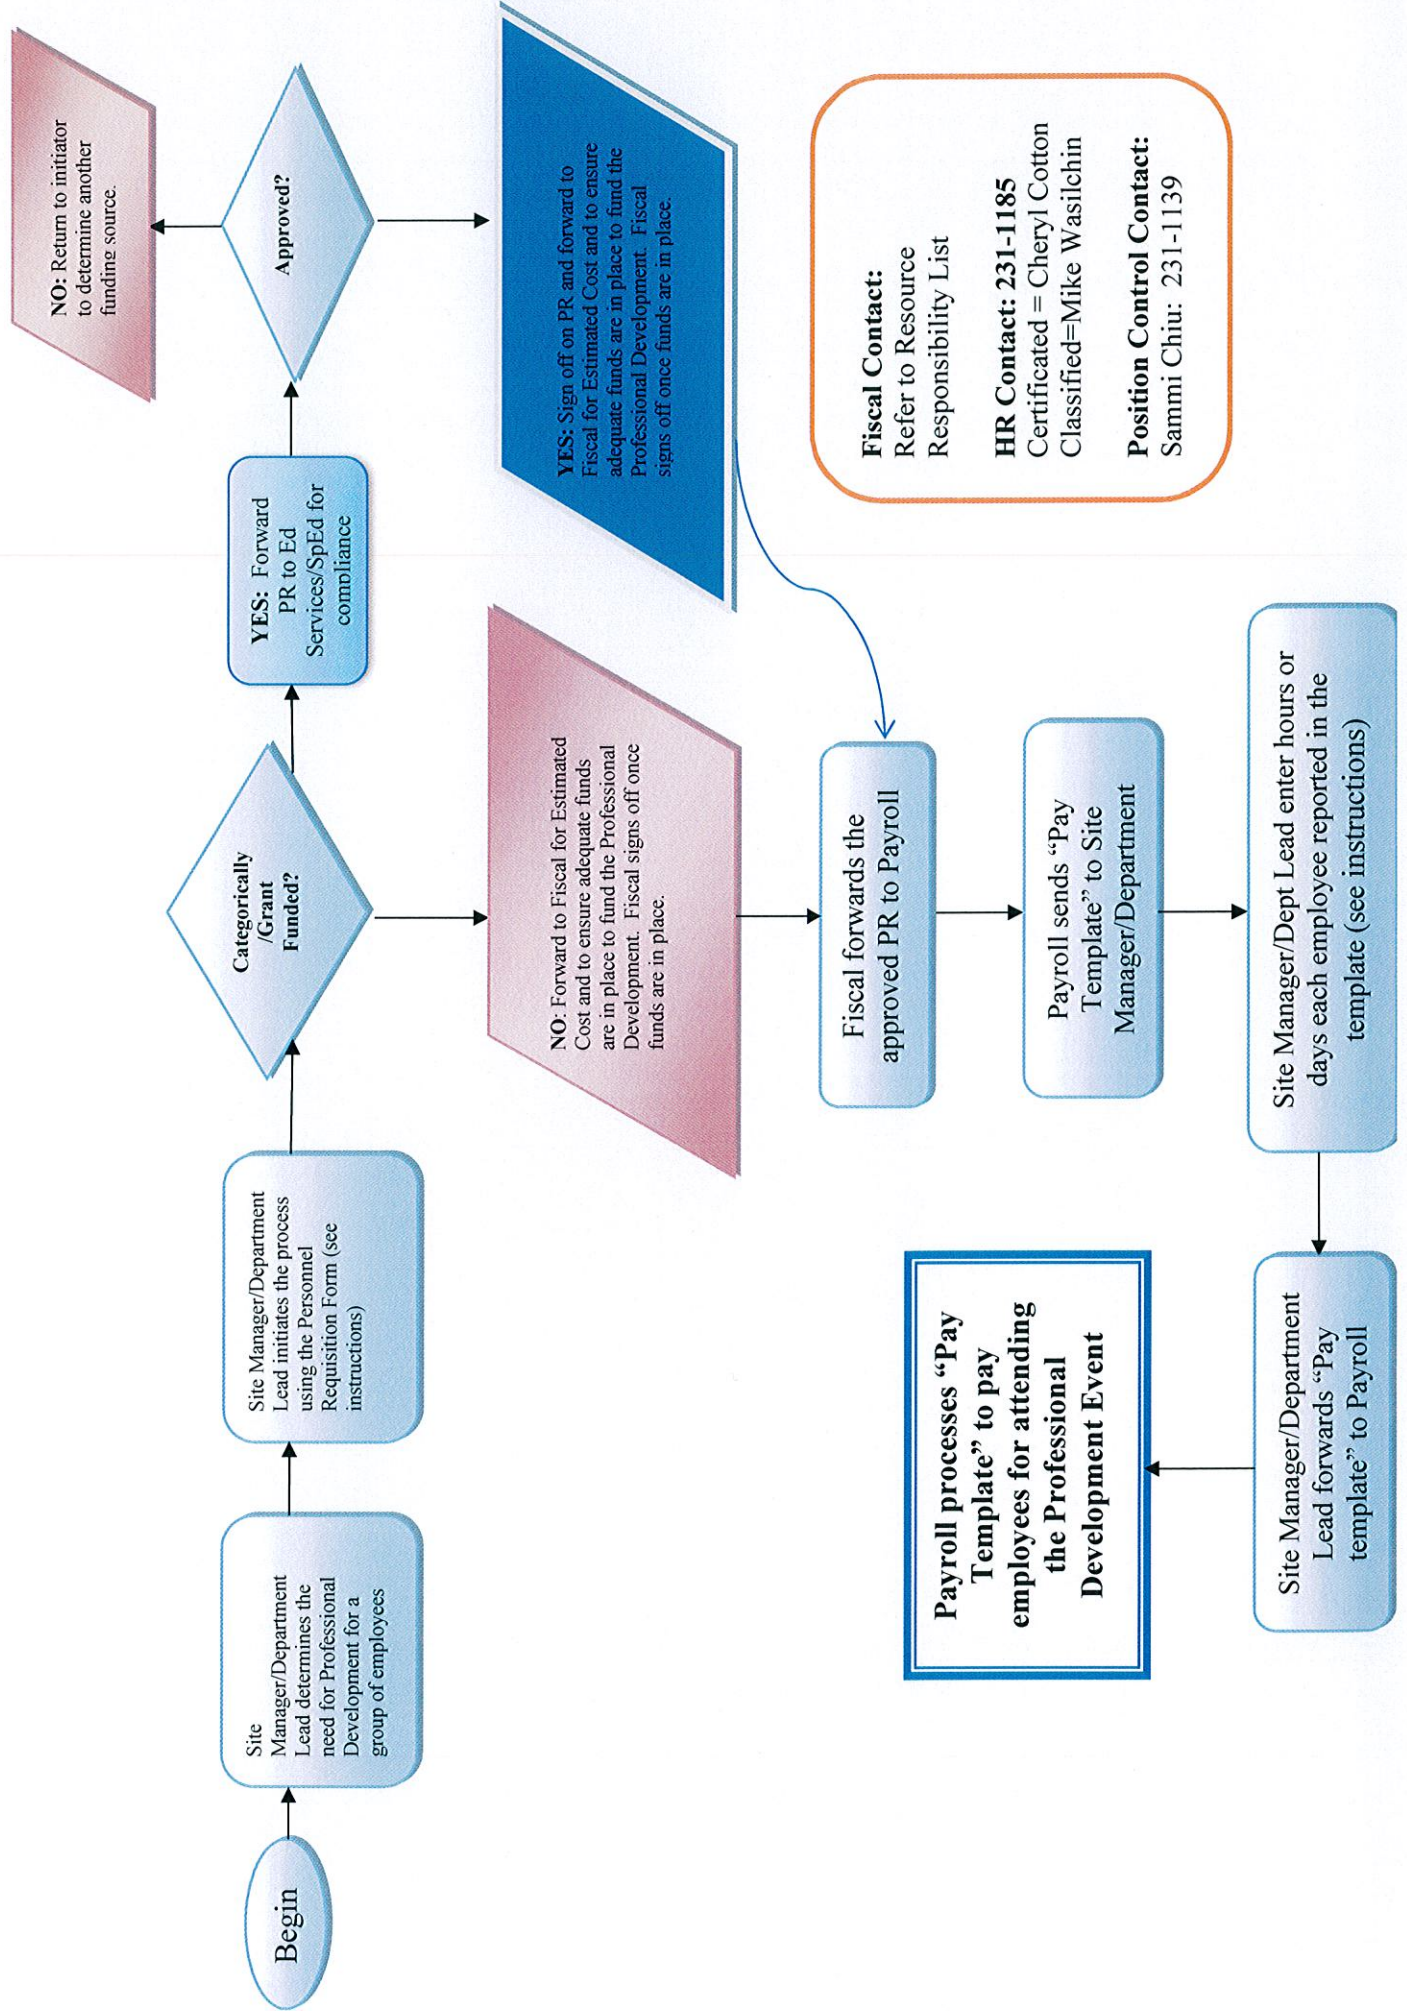 Begin
Site
Manager/Department
Lead determines the
need for Professional
Development for a
group of employees
Site Manager/Department
Lead initiates the process
using the Personnel
Requisition Form (see
instructions)
Categorically
/Grant
Funded?
YES: Forward
PR to Ed
Services/SpEd for
compliance
Approved?
NO: Return to initiator
to determine another
funding source.
YES: Sign off on PR and forward to
Fiscal for Estimated Cost and to ensure
adequate funds are in place to fund the
Professional Development. Fiscal
signs off once funds are in place.
NO: Forward to Fiscal for Estimated
Cost and to ensure adequate funds
are in place to fund the Professional
Development. Fiscal signs off once
funds are in place.
Fiscal forwards the
approved PR to Payroll
Payroll sends “Pay
Template” to Site
Manager/Department
Site Manager/Dept Lead enter hours or
days each employee reported in the
template (see instructions)
Site Manager/Department
Lead forwards “Pay
template” to Payroll
Payroll processes “Pay
Template” to pay
employees for attending
the Professional
Development Event
Fiscal Contact:
Refer to Resource
Responsibility List
HR Contact: 231-1185
Certificated = Cheryl Cotton
Classified=Mike Wasilchin
Position Control Contact:
Sammi Chiu: 231-1139